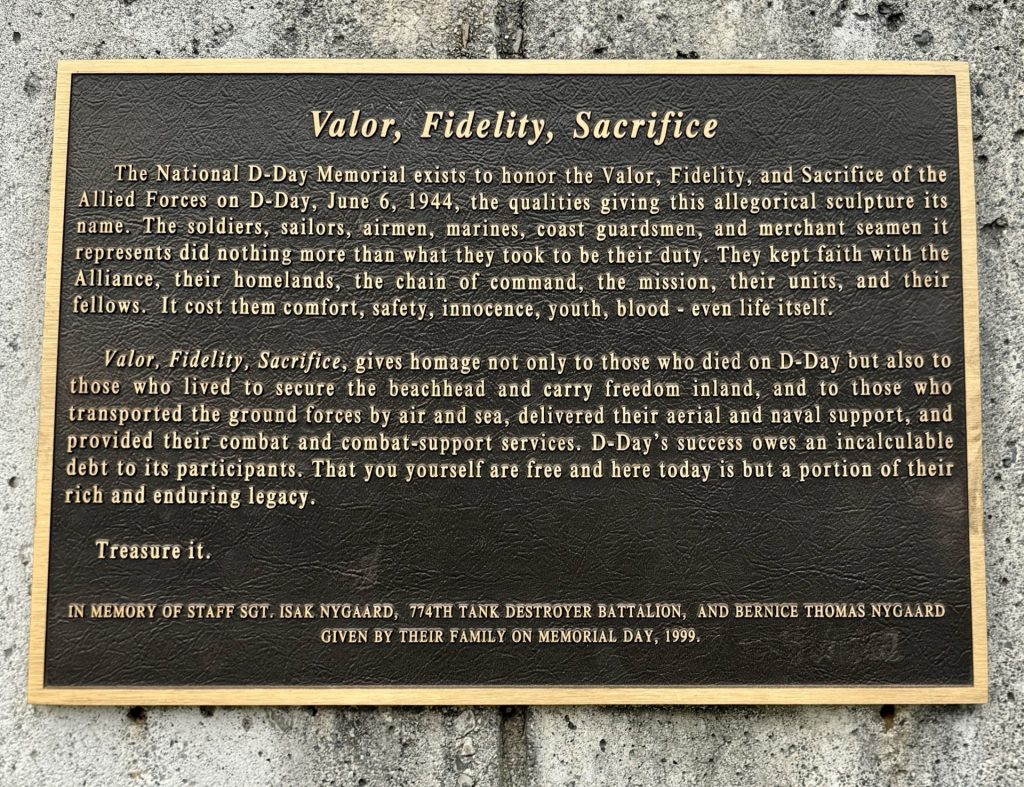 Valor, Fidelity, Sacrifice
The National D-Day Memorial exists to honor the Valor, Fidelity, and Sacrifice of the
Allied Forces on D-Day, June 6, 1944, the qualities giving this allegorical sculpture its
name. The soldiers, sailors, airmen, marines, coast guardsmen, and merchant seamen it
represents did nothing more than what they took to be their duty. They kept faith with the
Alliance, their homelands, the chain of command, the mission, their units, and their
fellows. It cost them comfort, safety, innocence, youth, blood - even life itself.
Valor, Fidelity, Sacrifice, gives homage not only to those who died on D-Day but also to
those who lived to secure the beachhead and carry freedom inland, and to those who
transported the ground forces by air and sea, delivered their aerial and naval support, and
provided their combat and combat-support services. D-Day's success owes an incalculable
debt to its participants. That you yourself are free and here today is but a portion of their
rich and enduring legacy.
Treasure it.
IN MEMORY OF STAFF SGT. ISAK NYGAARD, 774TH TANK DESTROYER BATTALION, AND BERNICE THOMAS NYGAARD
GIVEN BY THEIR FAMILY ON MEMORIAL DAY, 1999.